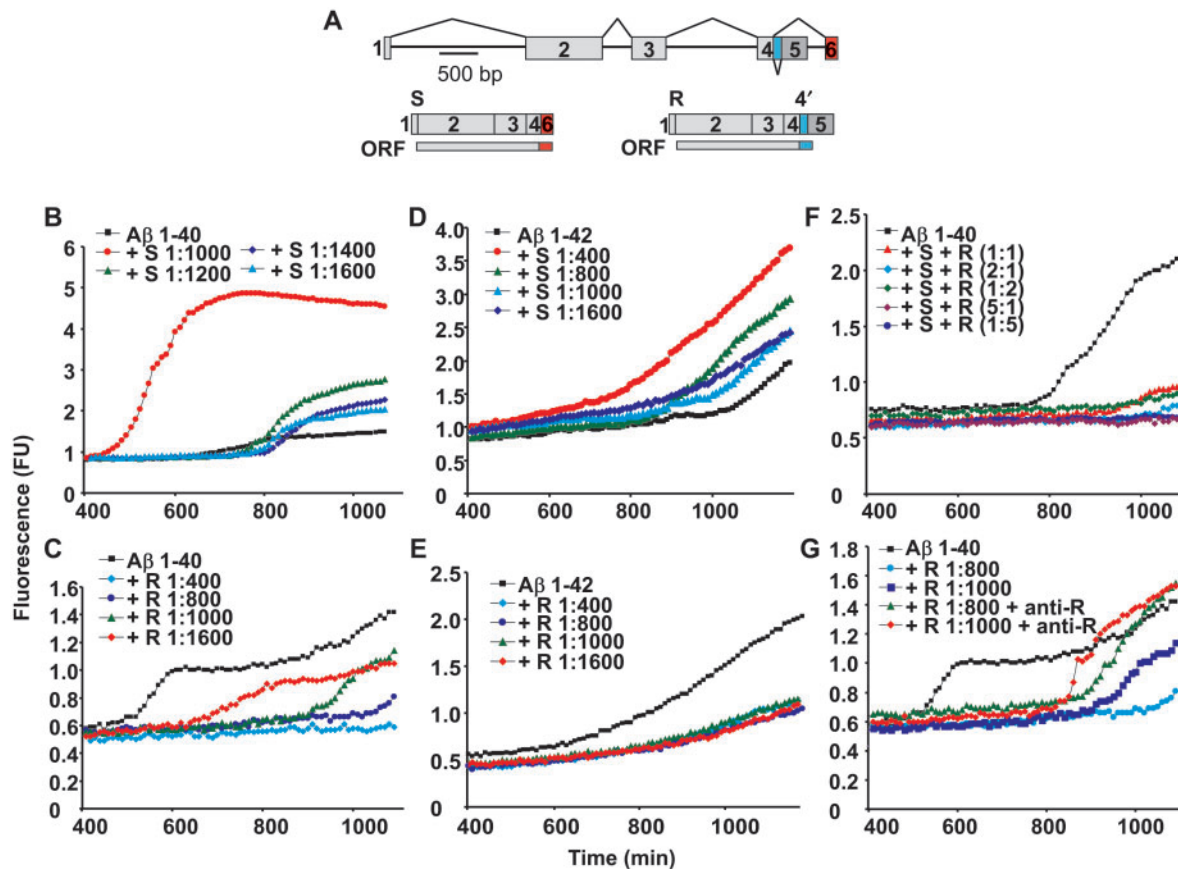 A
1 2 3 4 5 6
500 bp
S
1 2 3 4 6
ORF
R 4′
1 2 3 4 5
ORF
Fluorescence (FU)
B
Aβ 1-40
+ S 1:1000
+ S 1:1200
+ S 1:1400
+ S 1:1600
6
5
4
3
2
1
0
400 600 800 1000
D
Aβ 1-42
+ S 1:400
+ S 1:800
+ S 1:1000
+ S 1:1600
4.0
3.5
3.0
2.5
2.0
1.5
1.0
0.5
0
400 600 800 1000
F
Aβ 1-40
+ S + R (1:1)
+ S + R (2:1)
+ S + R (1:2)
+ S + R (5:1)
+ S + R (1:5)
2.5
2.0
1.5
1.0
0.5
0
400 600 800 1000
C
Aβ 1-40
+ R 1:400
+ R 1:800
+ R 1:1000
+ R 1:1600
1.6
1.4
1.2
1.0
0.8
0.6
0.4
0.2
0
400 600 800 1000
E
Aβ 1-42
+ R 1:400
+ R 1:800
+ R 1:1000
+ R 1:1600
2.5
2.0
1.5
1.0
0.5
0
400 600 800 1000
G
Aβ 1-40
+ R 1:800
+ R 1:1000
+ R 1:800 + anti-R
+ R 1:1000 + anti-R
1.8
1.6
1.4
1.2
1.0
0.8
0.6
0.4
0.2
0
400 600 800 1000
Time (min)